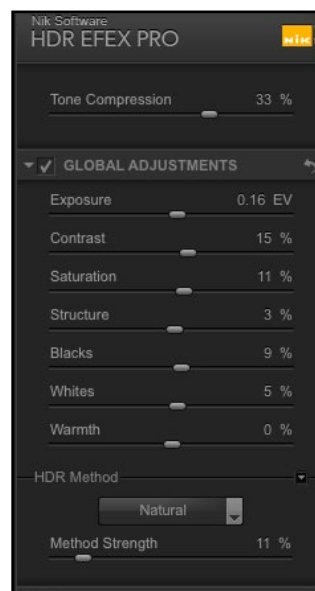 Nik Software
HDR EFEX PRO
nik
Tone Compression 33 %
GLOBAL ADJUSTMENTS
Exposure 0.16 EV
Contrast 15 %
Saturation 11 %
Structure 3 %
Blacks 9 %
Whites 5 %
Warmth 0 %
HDR Method
Natural
Method Strength 11 %